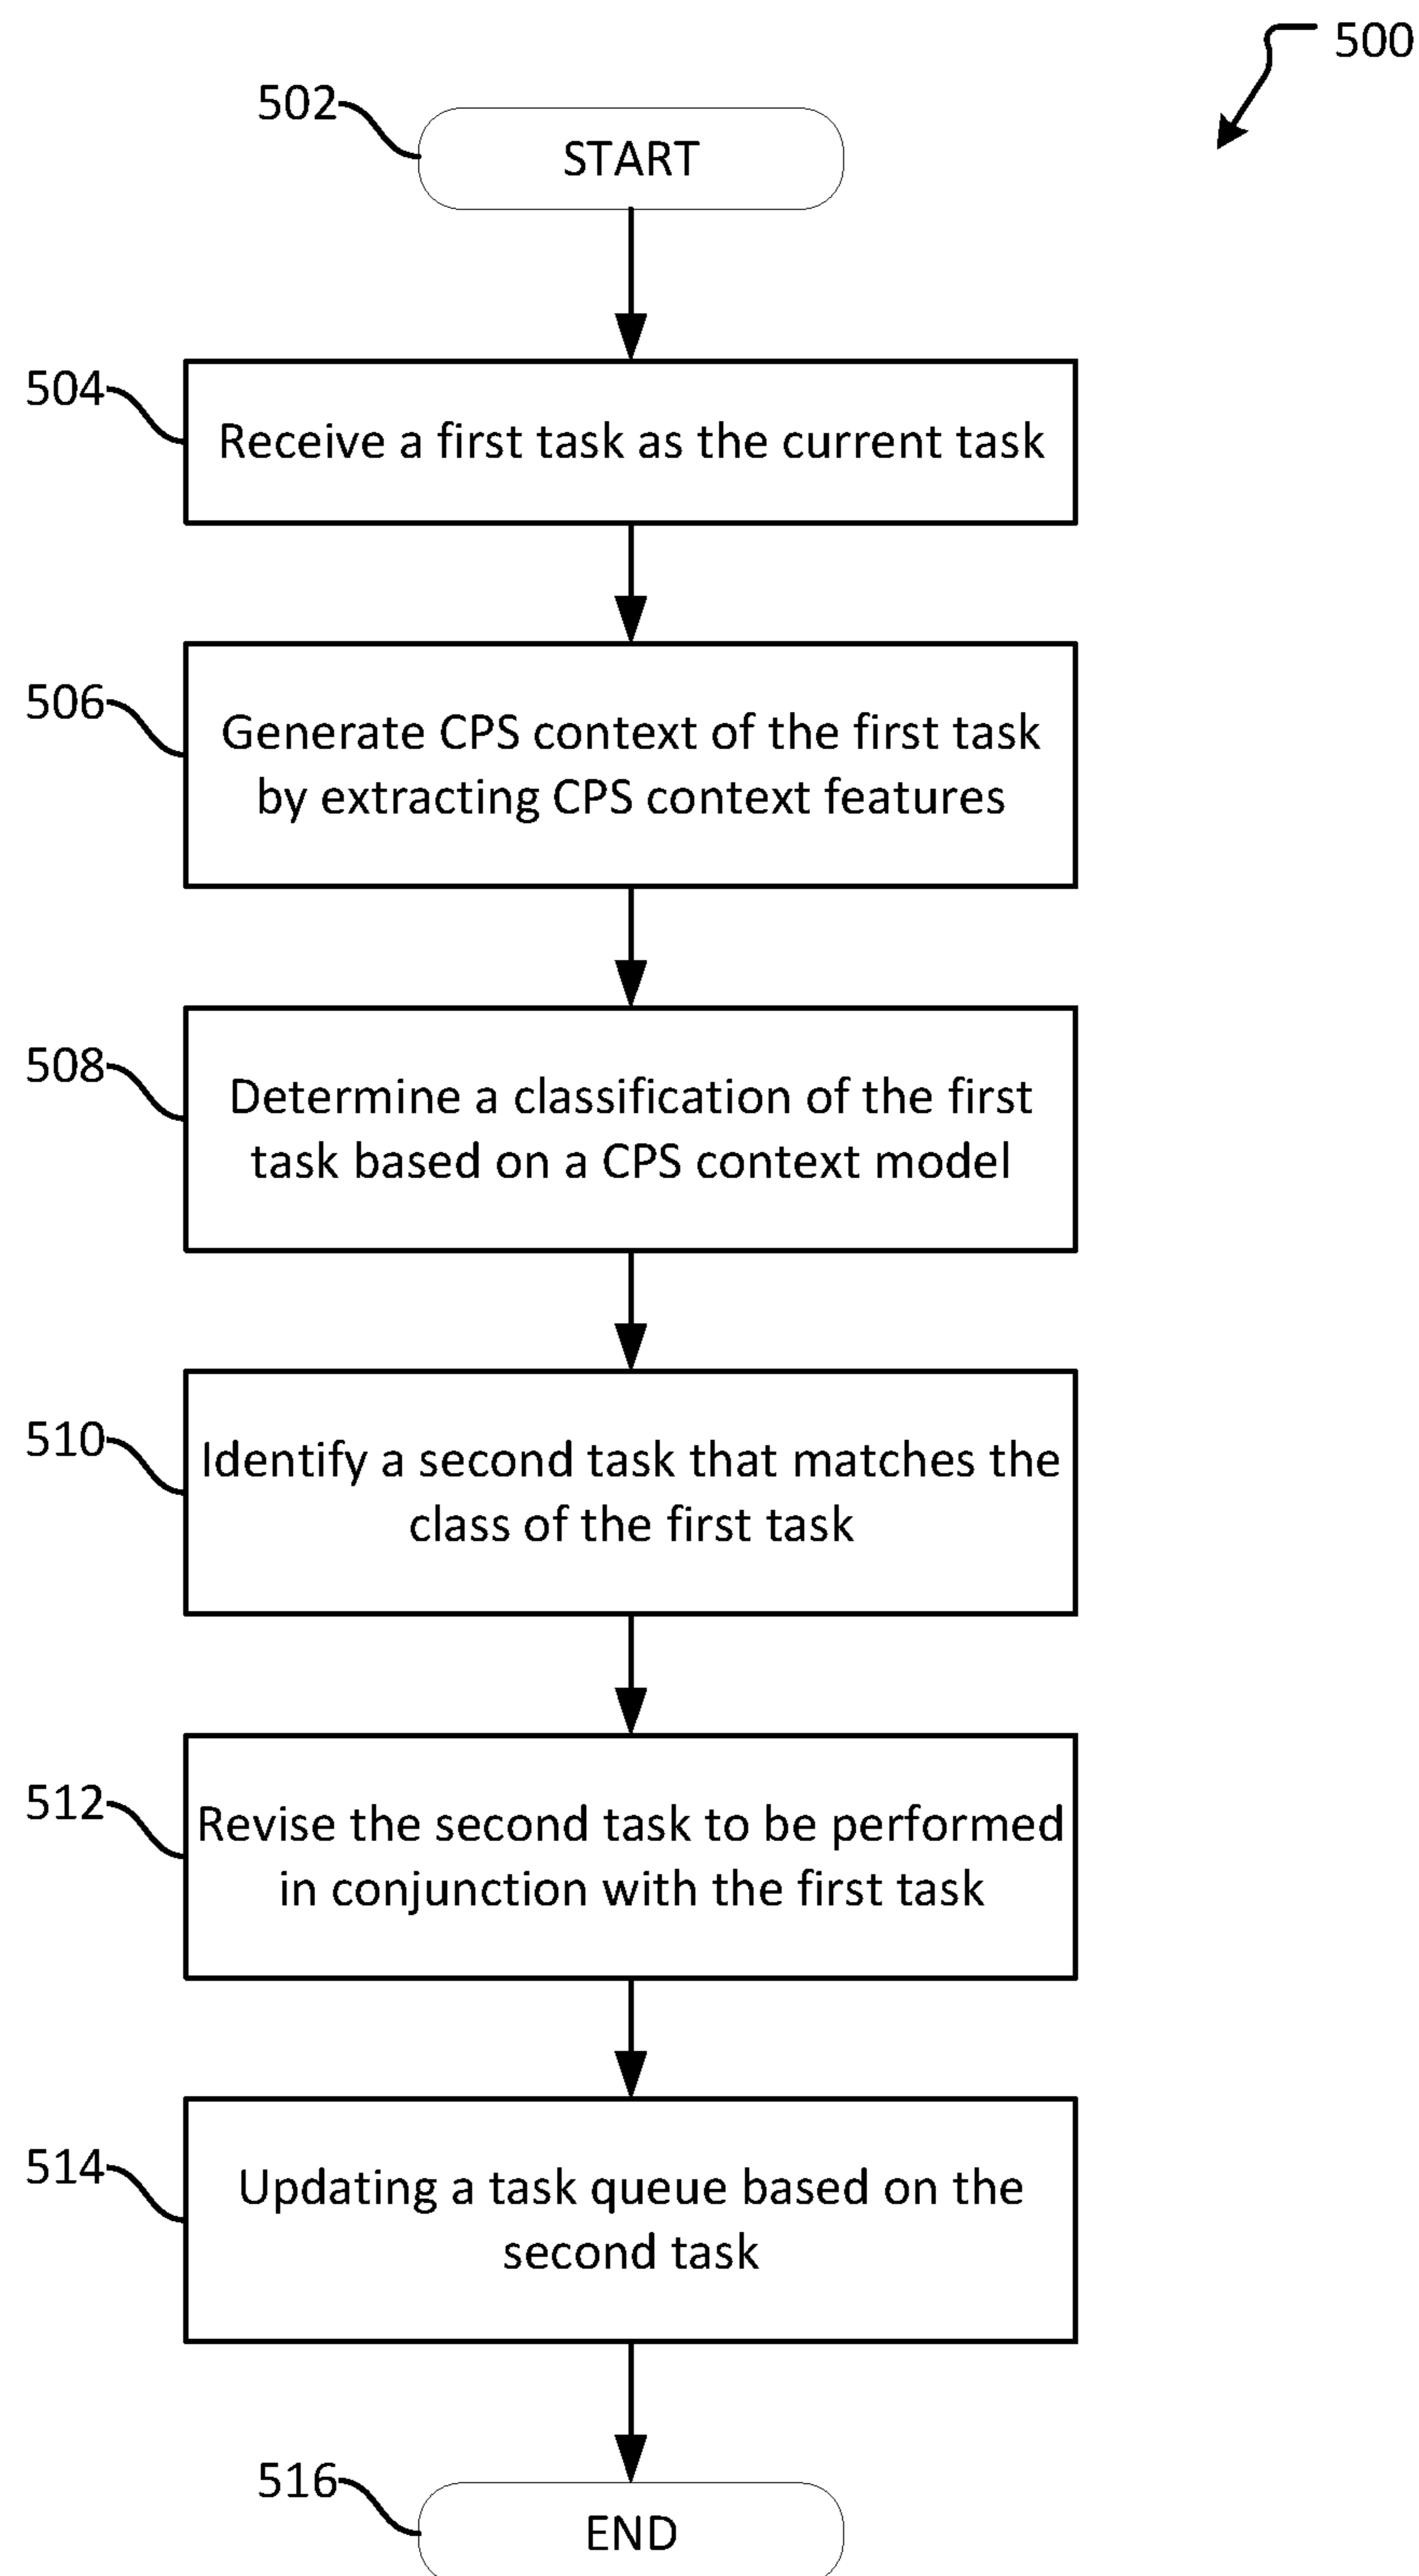 500
502
START
504
Receive a first task as the current task
506
Generate CPS context of the first task
by extracting CPS context features
508
Determine a classification of the first
task based on a CPS context model
510
Identify a second task that matches the
class of the first task
512
Revise the second task to be performed
in conjunction with the first task
514
Updating a task queue based on the
second task
516
END